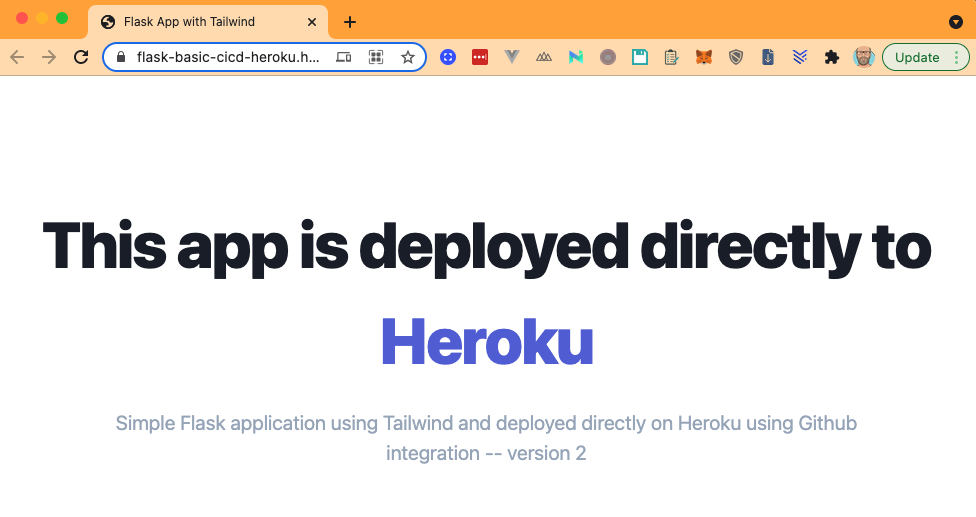 Flask App with Tailwind
flask-basic-cicd-heroku.h...
Update
This app is deployed directly to
Heroku
Simple Flask application using Tailwind and deployed directly on Heroku using Github
integration -- version 2